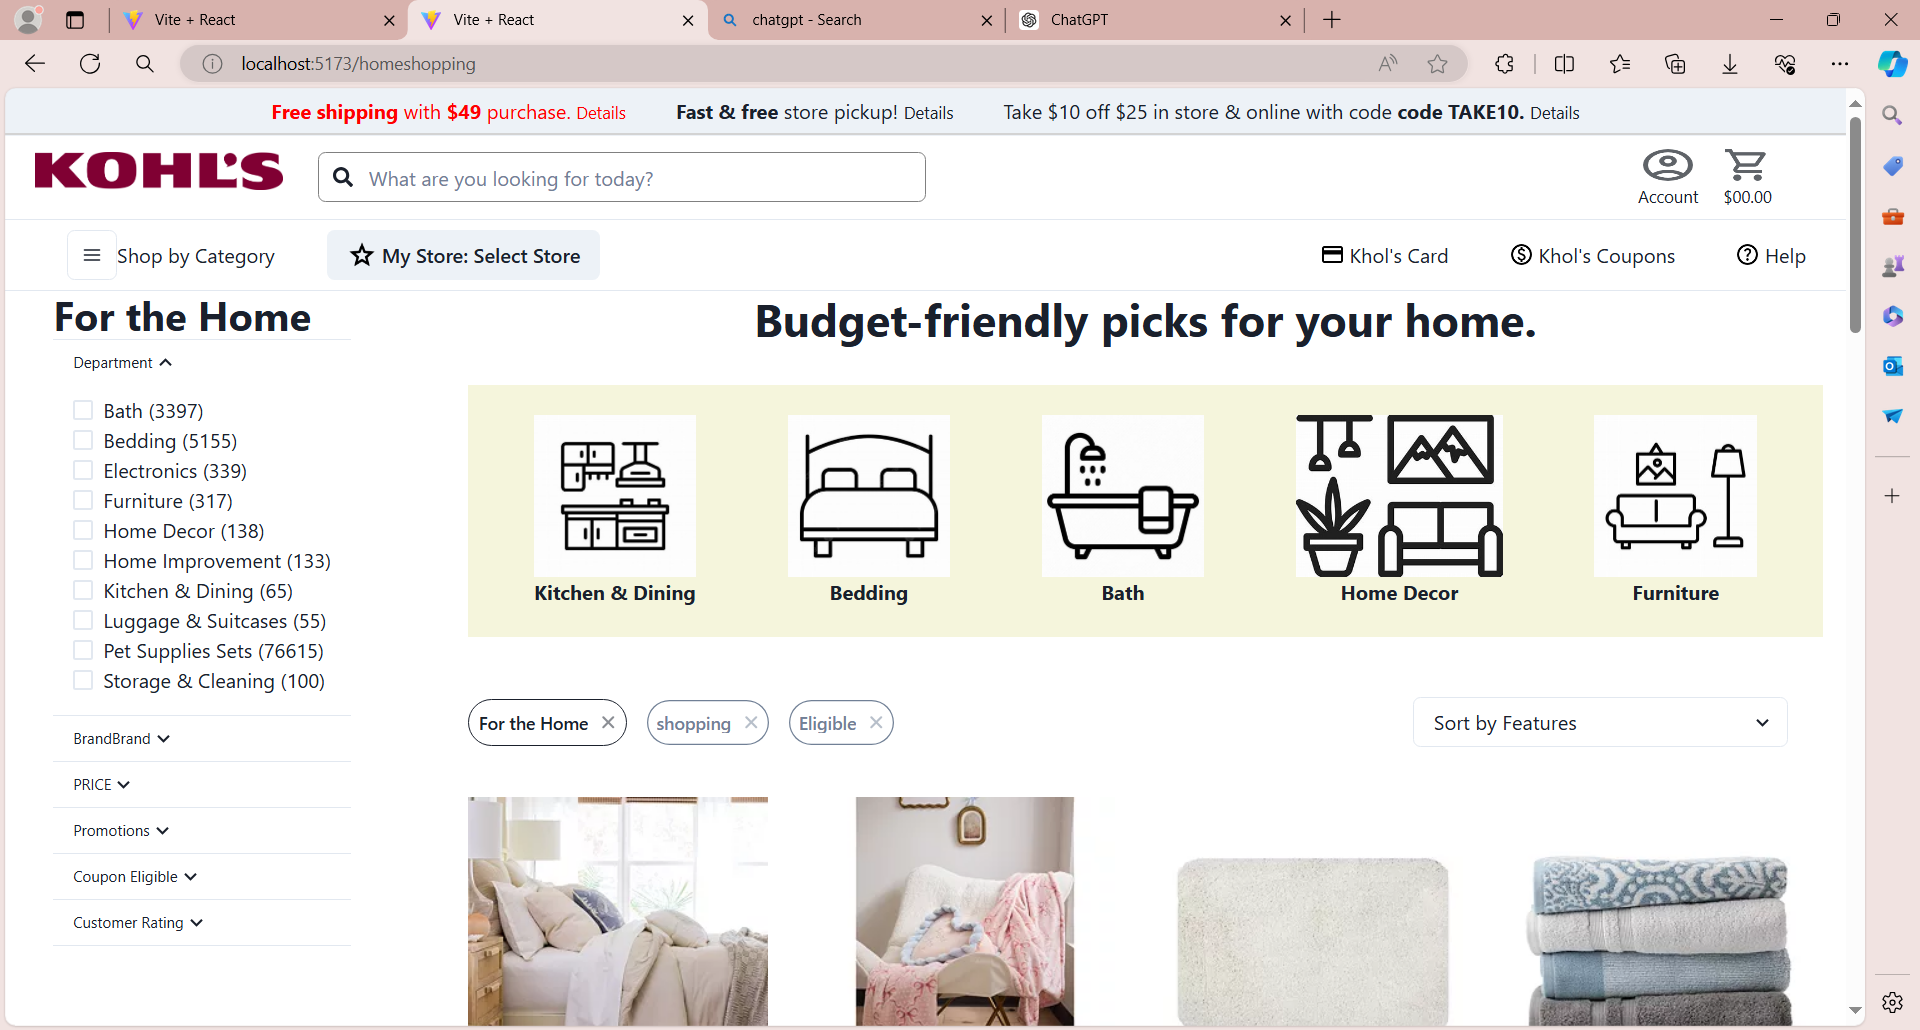 Vite + React
Vite + React
chatgpt - Search
ChatGPT
localhost:5173/homeshopping
Free shipping with $49 purchase. Details
Fast & free store pickup! Details
Take $10 off $25 in store & online with code code TAKE10. Details
KOHL'S
What are you looking for today?
Account
$00.00
Shop by Category
My Store: Select Store
Khol's Card
Khol's Coupons
Help
For the Home
Department
Bath (3397)
Bedding (5155)
Electronics (339)
Furniture (317)
Home Decor (138)
Home Improvement (133)
Kitchen & Dining (65)
Luggage & Suitcases (55)
Pet Supplies Sets (76615)
Storage & Cleaning (100)
BrandBrand
PRICE
Promotions
Coupon Eligible
Customer Rating
Budget-friendly picks for your home.
Kitchen & Dining
Bedding
Bath
Home Decor
Furniture
For the Home
shopping
Eligible
Sort by Features